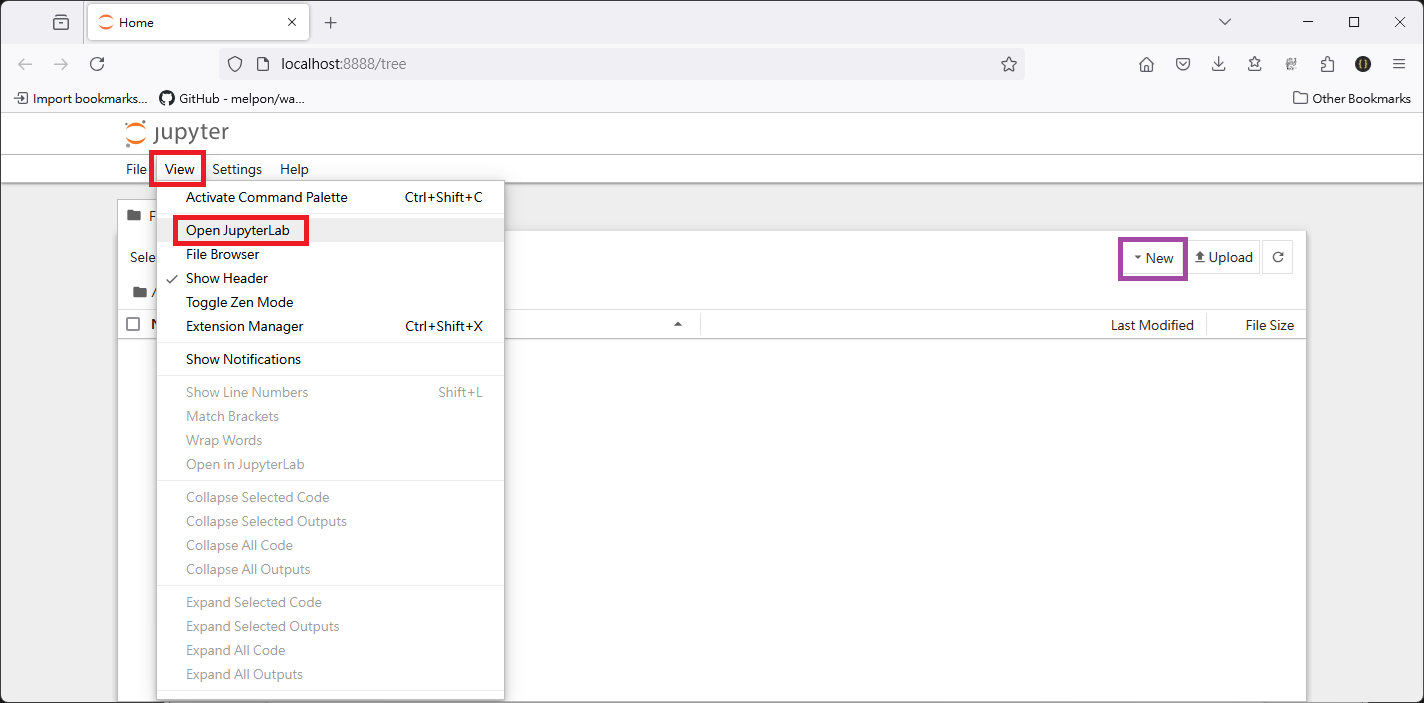 Home
localhost:8888/tree
Import bookmarks...
GitHub - melpon/wa...
Other Bookmarks
jupyter
File View Settings Help
Activate Command Palette Ctrl+Shift+C
F
Open JupyterLab
Sele
File Browser
New Upload
Show Header
/
Toggle Zen Mode
Extension Manager Ctrl+Shift+X
Last Modified File Size
Show Notifications
Show Line Numbers Shift+L
Match Brackets
Wrap Words
Open in JupyterLab
Collapse Selected Code
Collapse Selected Outputs
Collapse All Code
Collapse All Outputs
Expand Selected Code
Expand Selected Outputs
Expand All Code
Expand All Outputs